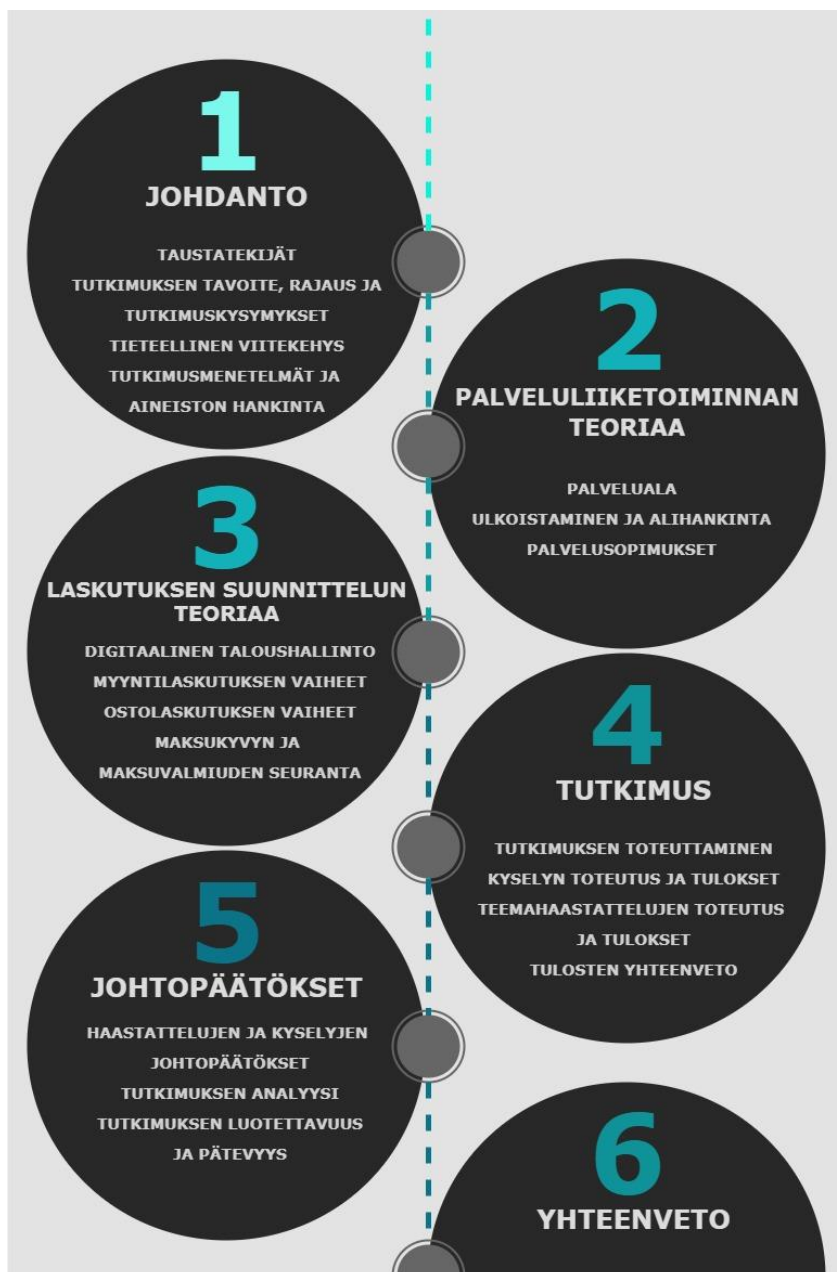 1
JOHDANTO
TAUSTATEKIJÄT
TUTKIMUKSEN TAVOITE, RAJAUS JA
TUTKIMUSKYSYMYKSET
TIETEELLINEN VIITEKEHYS
TUTKIMUSMENETELMÄT JA
AINEISTON HANKINTA
2
PALVELULIIKETOIMINNAN
TEORIAA
PALVELUALA
ULKOISTAMINEN JA ALIHANKINTA
PALVELUSOPIMUKSET
3
LASKUTUKSEN SUUNNITTELUN
TEORIAA
DIGITAALINEN TALOUSHALLINTO
MYYNTILASKUTUKSEN VAIHEET
OSTOLASKUTUKSEN VAIHEET
MAKSUKYVYN JA
MAKSUVALMIUDEN SEURANTA
4
TUTKIMUS
TUTKIMUKSEN TOTEUTTAMINEN
KYSELYN TOTEUTUS JA TULOKSET
TEEMAHAASTATTELUJEN TOTEUTUS
JA TULOKSET
TULOSTEN YHTEENVETO
5
JOHTOPÄÄTÖKSET
HAASTATTELUJEN JA KYSELYJEN
JOHTOPÄÄTÖKSET
TUTKIMUKSEN ANALYYSI
TUTKIMUKSEN LUOTETTAVUUS
JA PÄTEVYYS
6
YHTEENVETO